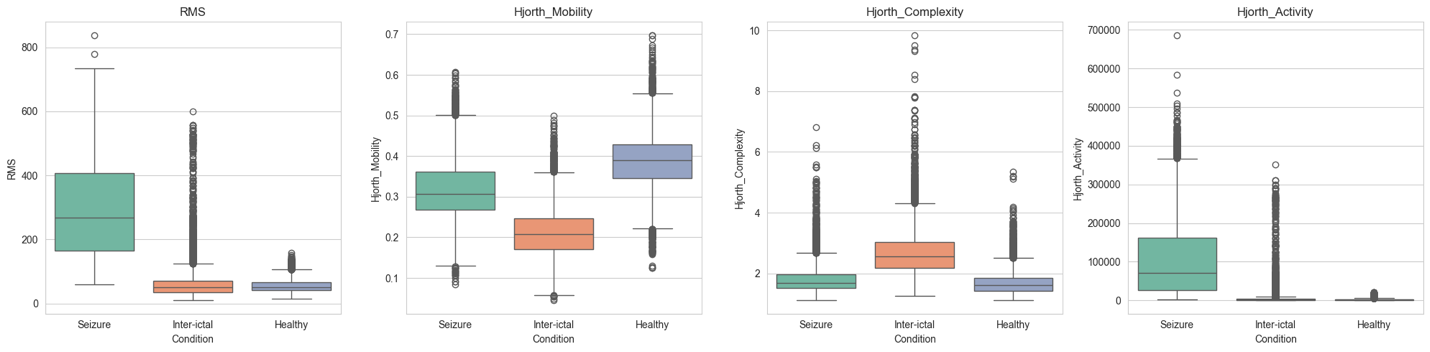 RMS
800
600
400
200
0
RMS
Seizure Inter-ictal Healthy
Condition
Hjorth_Mobility
0.7
0.6
0.5
0.4
0.3
0.2
0.1
Hjorth_Mobility
Seizure Inter-ictal Healthy
Condition
Hjorth_Complexity
10
8
6
4
2
Hjorth_Complexity
Seizure Inter-ictal Healthy
Condition
Hjorth_Activity
700000
600000
500000
400000
300000
200000
100000
0
Hjorth_Activity
Seizure Inter-ictal Healthy
Condition